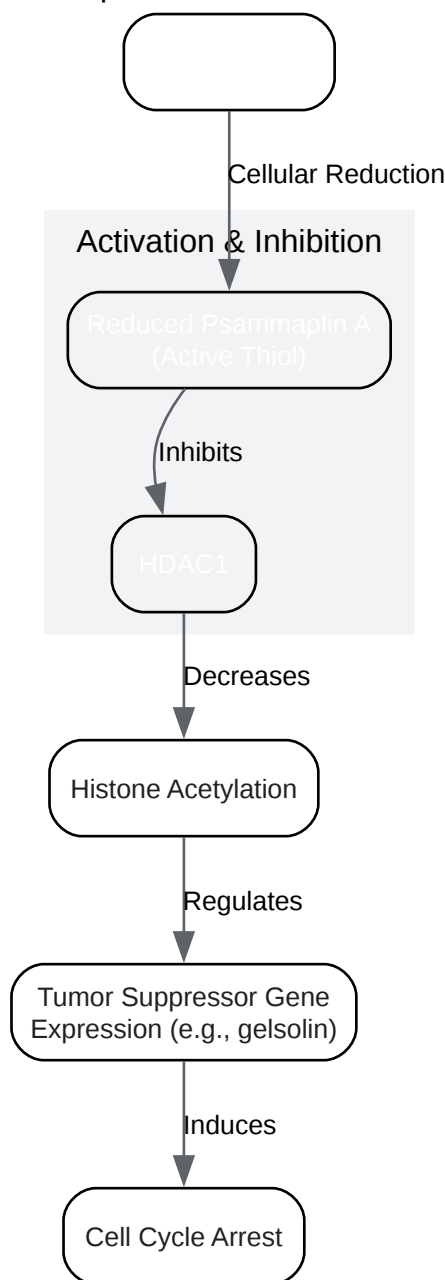 Cellular Reduction
Activation & Inhibition
Reduced Psammaplin A
(Active Thiol)
Inhibits
HDAC1
Decreases
Histone Acetylation
Regulates
Tumor Suppressor Gene
Expression (e.g., gelsolin)
Induces
Cell Cycle Arrest